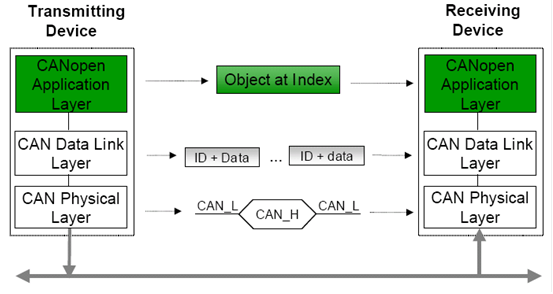 Transmitting
Device
Receiving
Device
CANopen
Application
Layer
Object at Index
CANopen
Application
Layer
CAN Data Link
Layer
ID + Data
...
ID + data
CAN Data Link
Layer
CAN Physical
Layer
CAN_L
CAN_H
CAN_L
CAN Physical
Layer